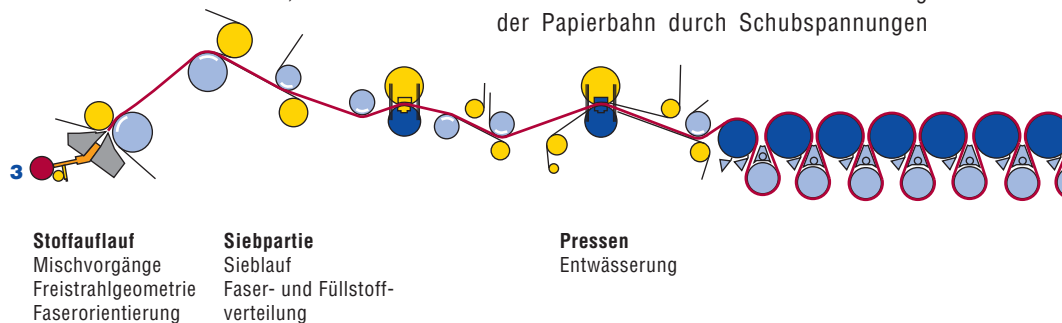 der Papierbahn durch Schubspannungen
3
Stoffauflauf
Mischvorgänge
Freistrahlgeometrie
Faserorientierung
Siebpartie
Sieblauf
Faser- und Füllstoff-
verteilung
Pressen
Entwässerung